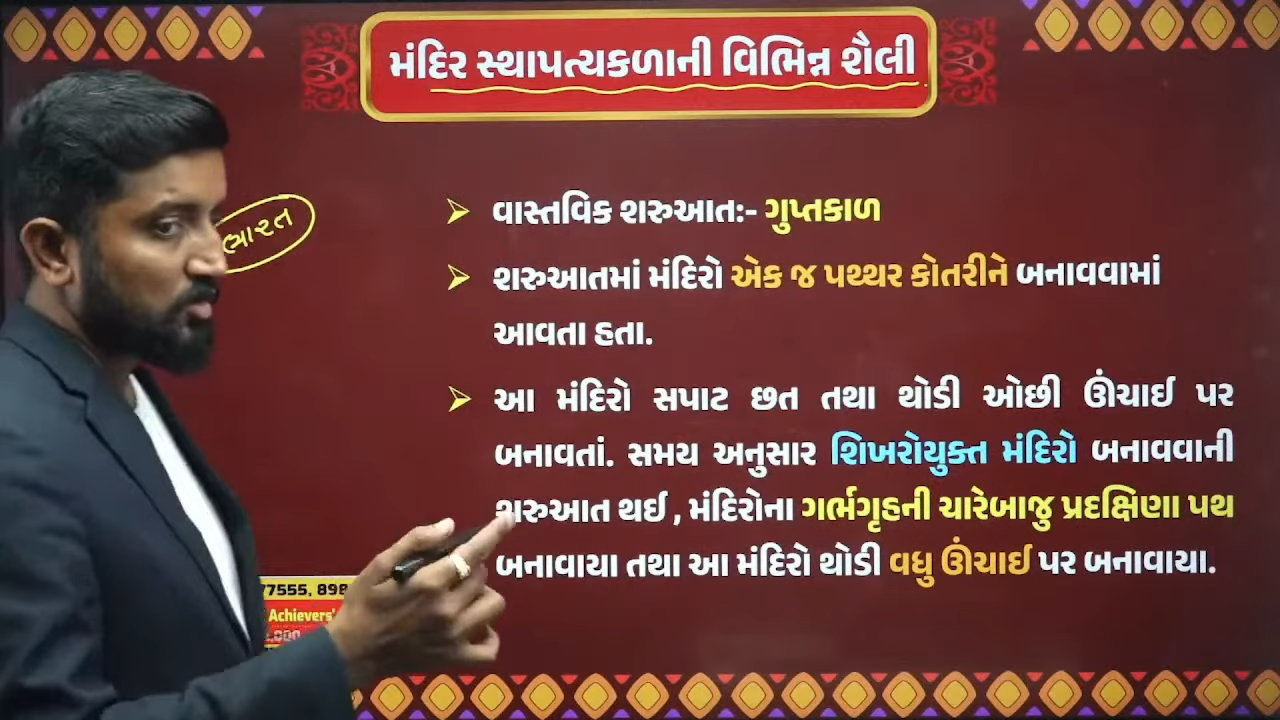 મંદિર સ્થાપત્યકળાની વિભિન્ન શૈલી
ભારત
➢ વાસ્તવિક શરુઆત:- ગુપ્તકાળ
➢ શરુઆતમાં મંદિરો એક જ પથ્થર કોતરીને બનાવવામાં
આવતા હતા.
➢ આ મંદિરો સપાટ છત તથા થોડી ઓછી ઊંચાઈ પર
બનાવતાં. સમય અનુસાર શિખરોયુક્ત મંદિરો બનાવવાની
શરુઆત થઈ , મંદિરોના ગર્ભગૃહની ચારેબાજુ પ્રદક્ષિણા પથ
બનાવાયા તથા આ મંદિરો થોડી વધુ ઊંચાઈ પર બનાવાયા.
77555, 898
Achievers'